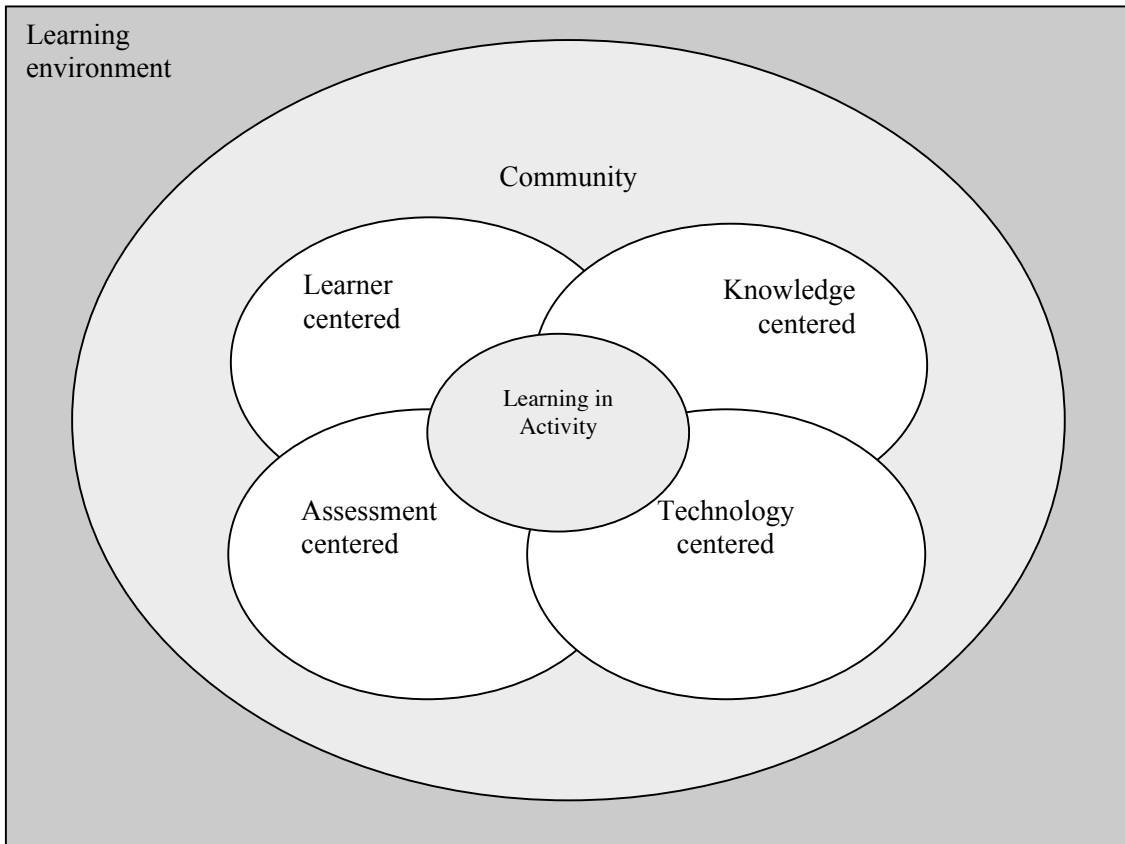 Learning
environment
Community
Learner
centered
Knowledge
centered
Learning in
Activity
Assessment
centered
Technology
centered